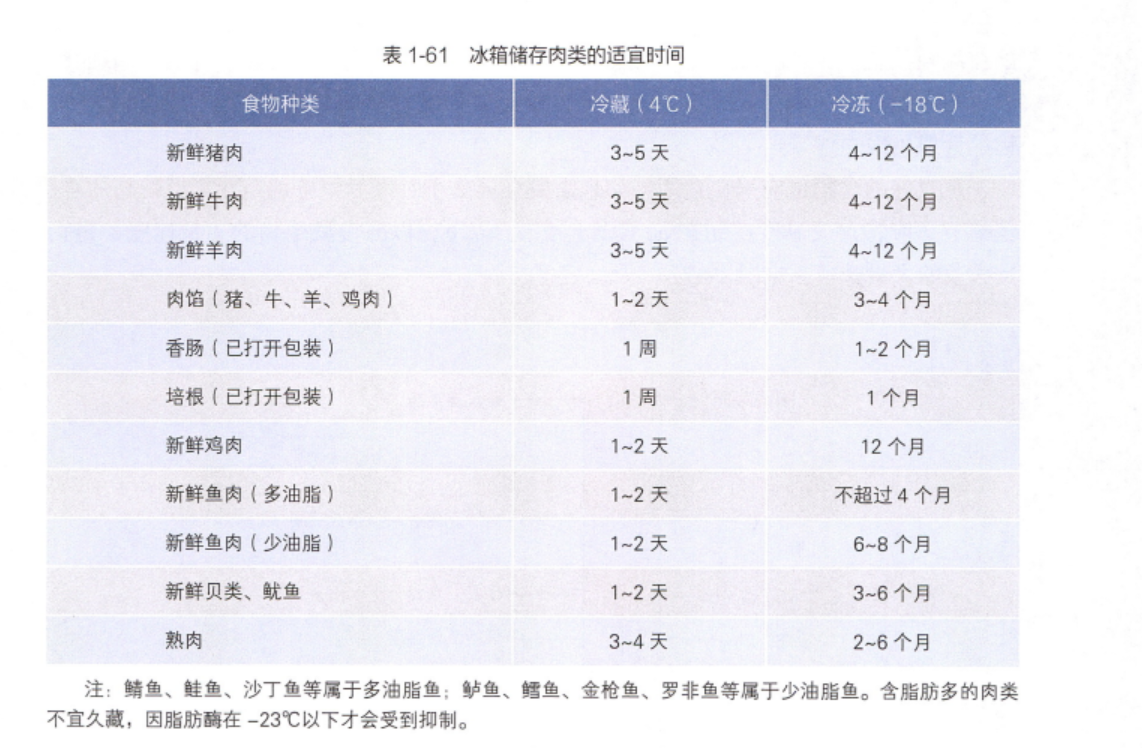 表 1-61 冰箱储存肉类的适宜时间
食物种类 冷藏（4℃） 冷冻（-18℃）
新鲜猪肉 3~5 天 4~12 个月
新鲜牛肉 3~5 天 4~12 个月
新鲜羊肉 3~5 天 4~12 个月
肉馅（猪、牛、羊、鸡肉） 1~2 天 3~4 个月
香肠（已打开包装） 1 周 1~2 个月
培根（已打开包装） 1 周 1 个月
新鲜鸡肉 1~2 天 12 个月
新鲜鱼肉（多油脂） 1~2 天 不超过 4 个月
新鲜鱼肉（少油脂） 1~2 天 6~8 个月
新鲜贝类、鱿鱼 1~2 天 3~6 个月
熟肉 3~4 天 2~6 个月
注：鲭鱼、鲑鱼、沙丁鱼等属于多油脂鱼；鲈鱼、鳕鱼、金枪鱼、罗非鱼等属于少油脂鱼。含脂肪多的肉类
不宜久藏，因脂肪酶在 -23℃以下才会受到抑制。